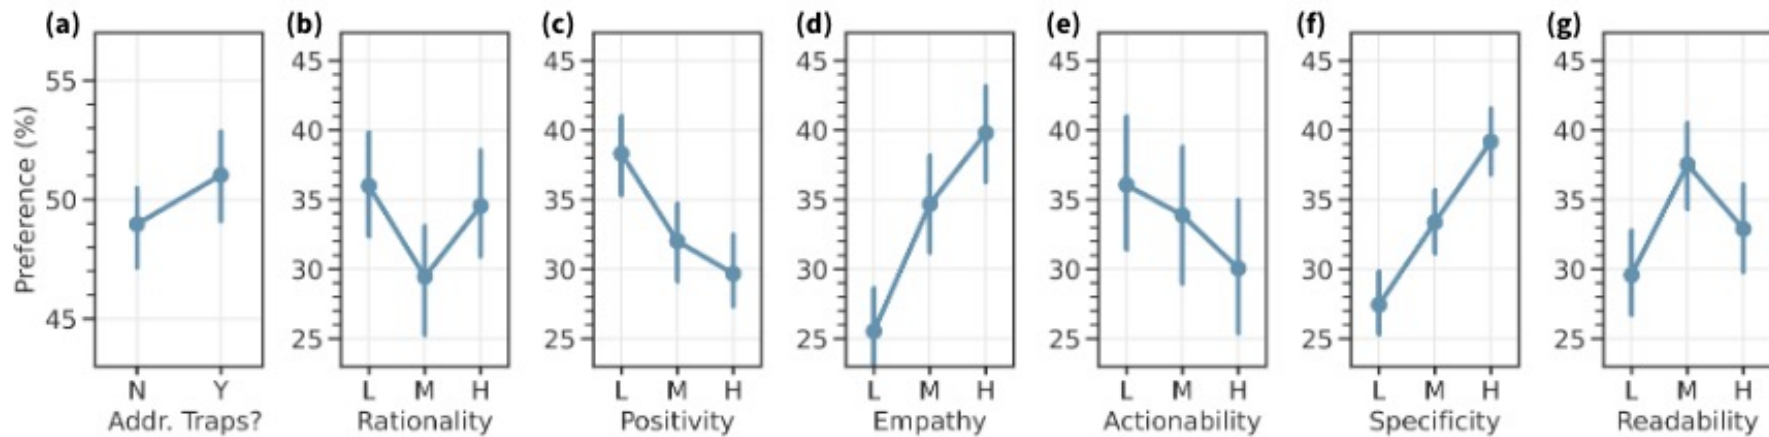 (a) (b) (c) (d) (e) (f) (g)
Preference (%)
55
50
45
N Y
Addr. Traps?
45
40
35
30
25
L M H
Rationality
45
40
35
30
25
L M H
Positivity
45
40
35
30
25
L M H
Empathy
45
40
35
30
25
L M H
Actionability
45
40
35
30
25
L M H
Specificity
45
40
35
30
25
L M H
Readability